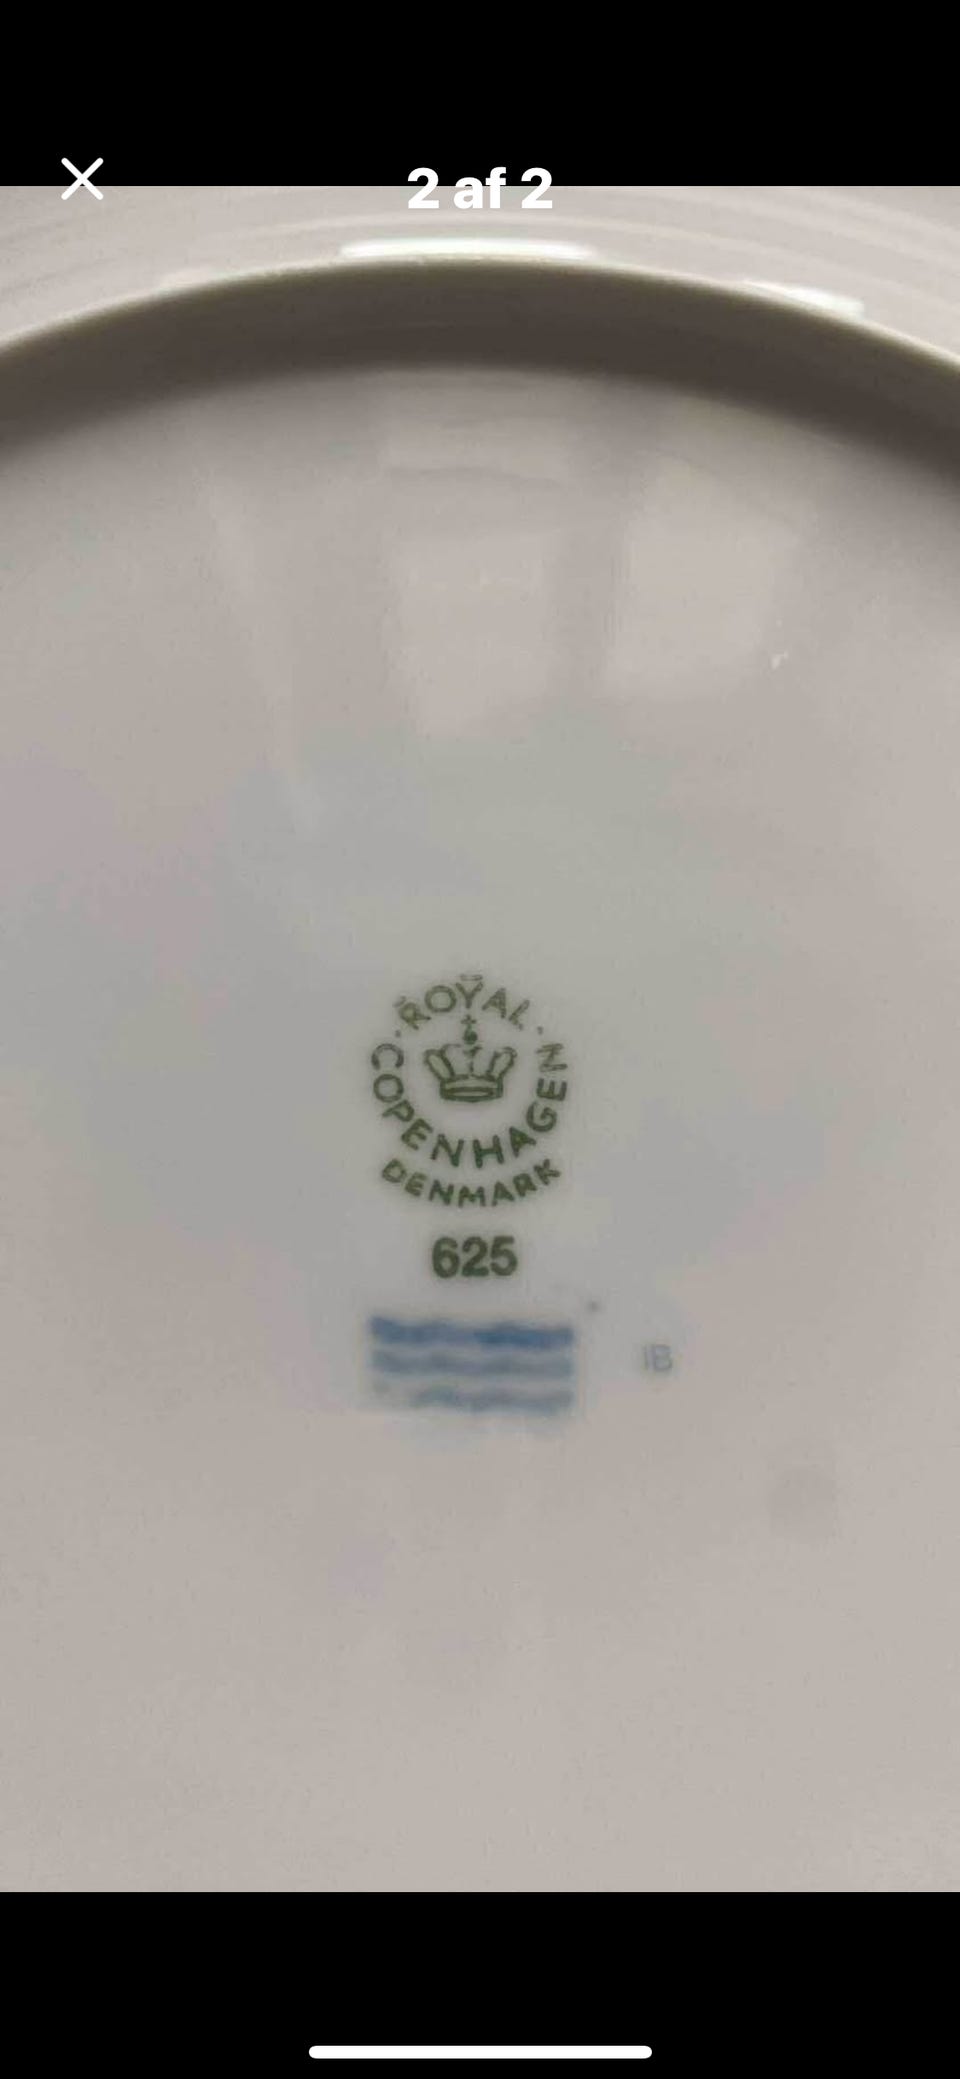 2 af 2
ROYAL
COPENHAGEN
DENMARK
625
IB